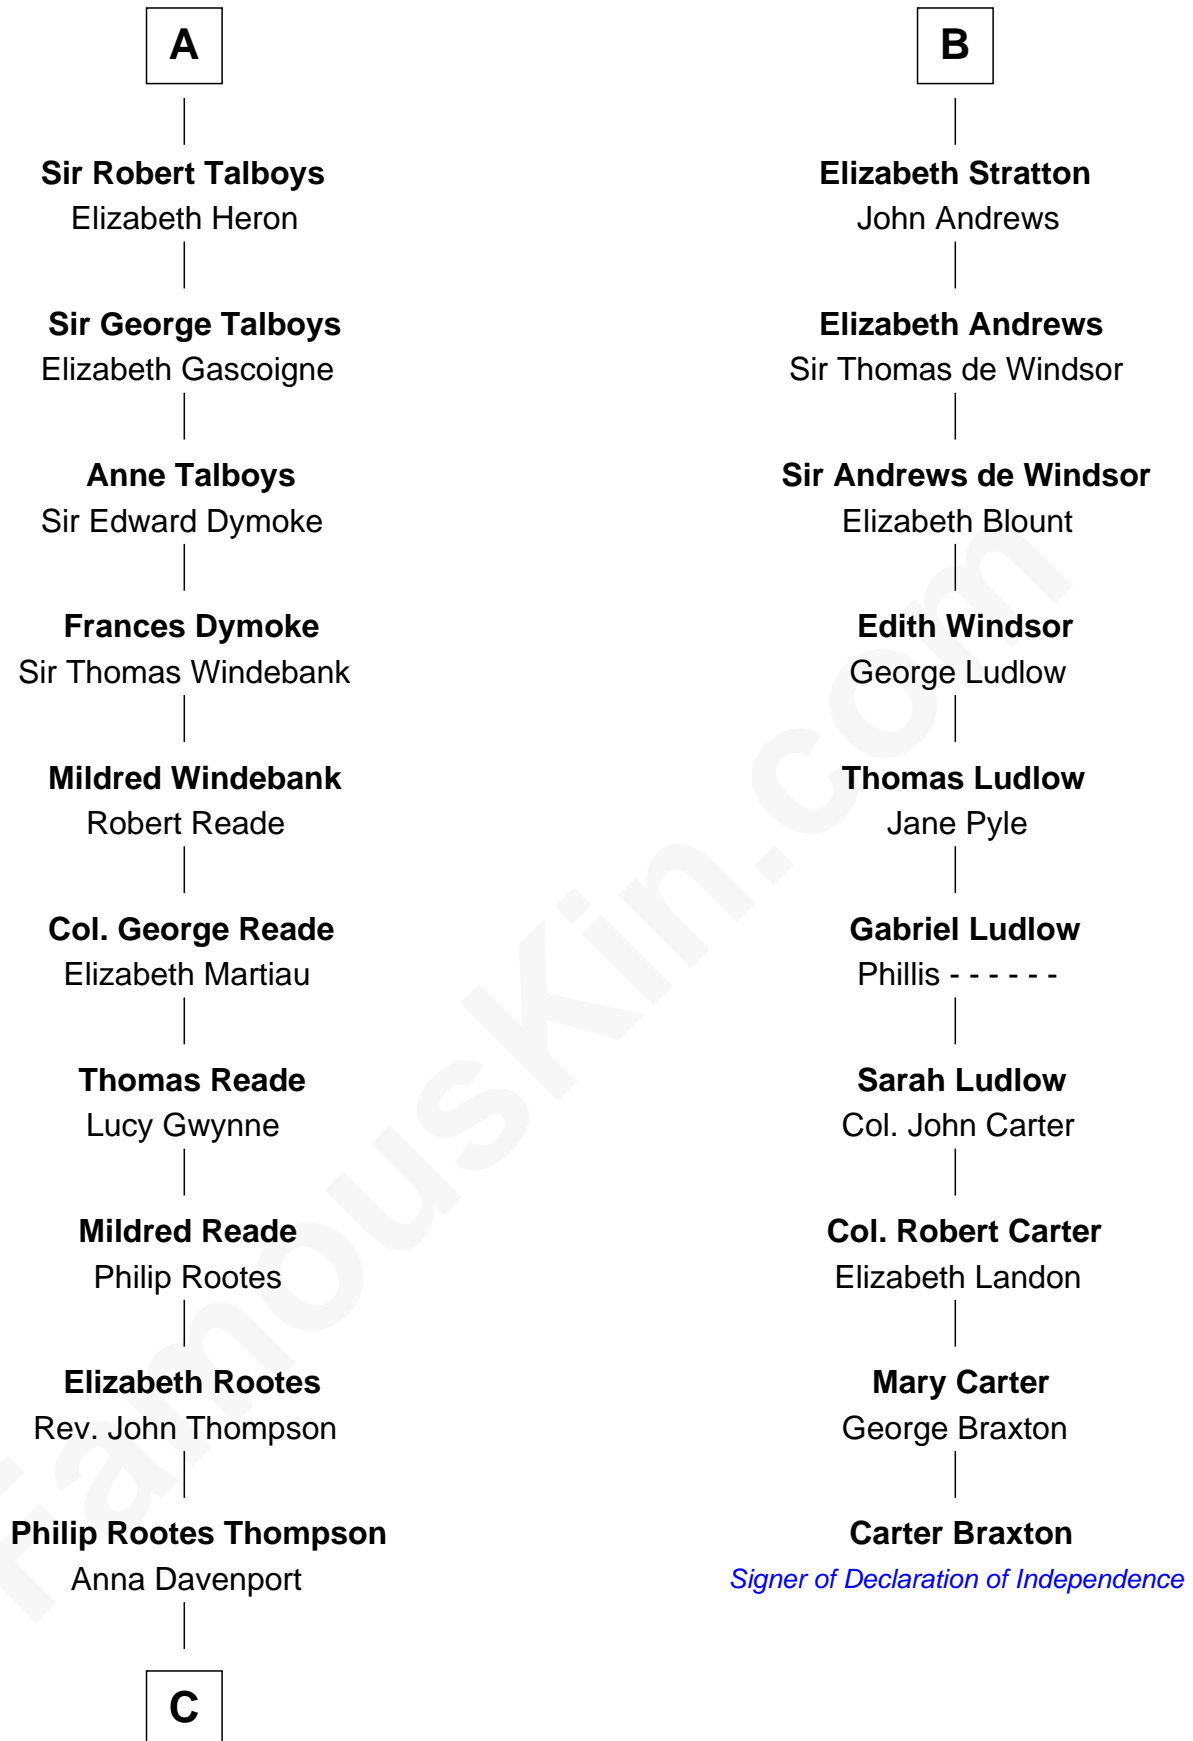 A
Sir Robert Talboys
Elizabeth Heron
Sir George Talboys
Elizabeth Gascoigne
Anne Talboys
Sir Edward Dymoke
Frances Dymoke
Sir Thomas Windebank
Mildred Windebank
Robert Reade
Col. George Reade
Elizabeth Martiau
Thomas Reade
Lucy Gwynne
Mildred Reade
Philip Rootes
Elizabeth Rootes
Rev. John Thompson
Philip Rootes Thompson
Anna Davenport
C
B
Elizabeth Stratton
John Andrews
Elizabeth Andrews
Sir Thomas de Windsor
Sir Andrews de Windsor
Elizabeth Blount
Edith Windsor
George Ludlow
Thomas Ludlow
Jane Pyle
Gabriel Ludlow
Phillis - - - - - -
Sarah Ludlow
Col. John Carter
Col. Robert Carter
Elizabeth Landon
Mary Carter
George Braxton
Carter Braxton
Signer of Declaration of Independence
FamousKin.com